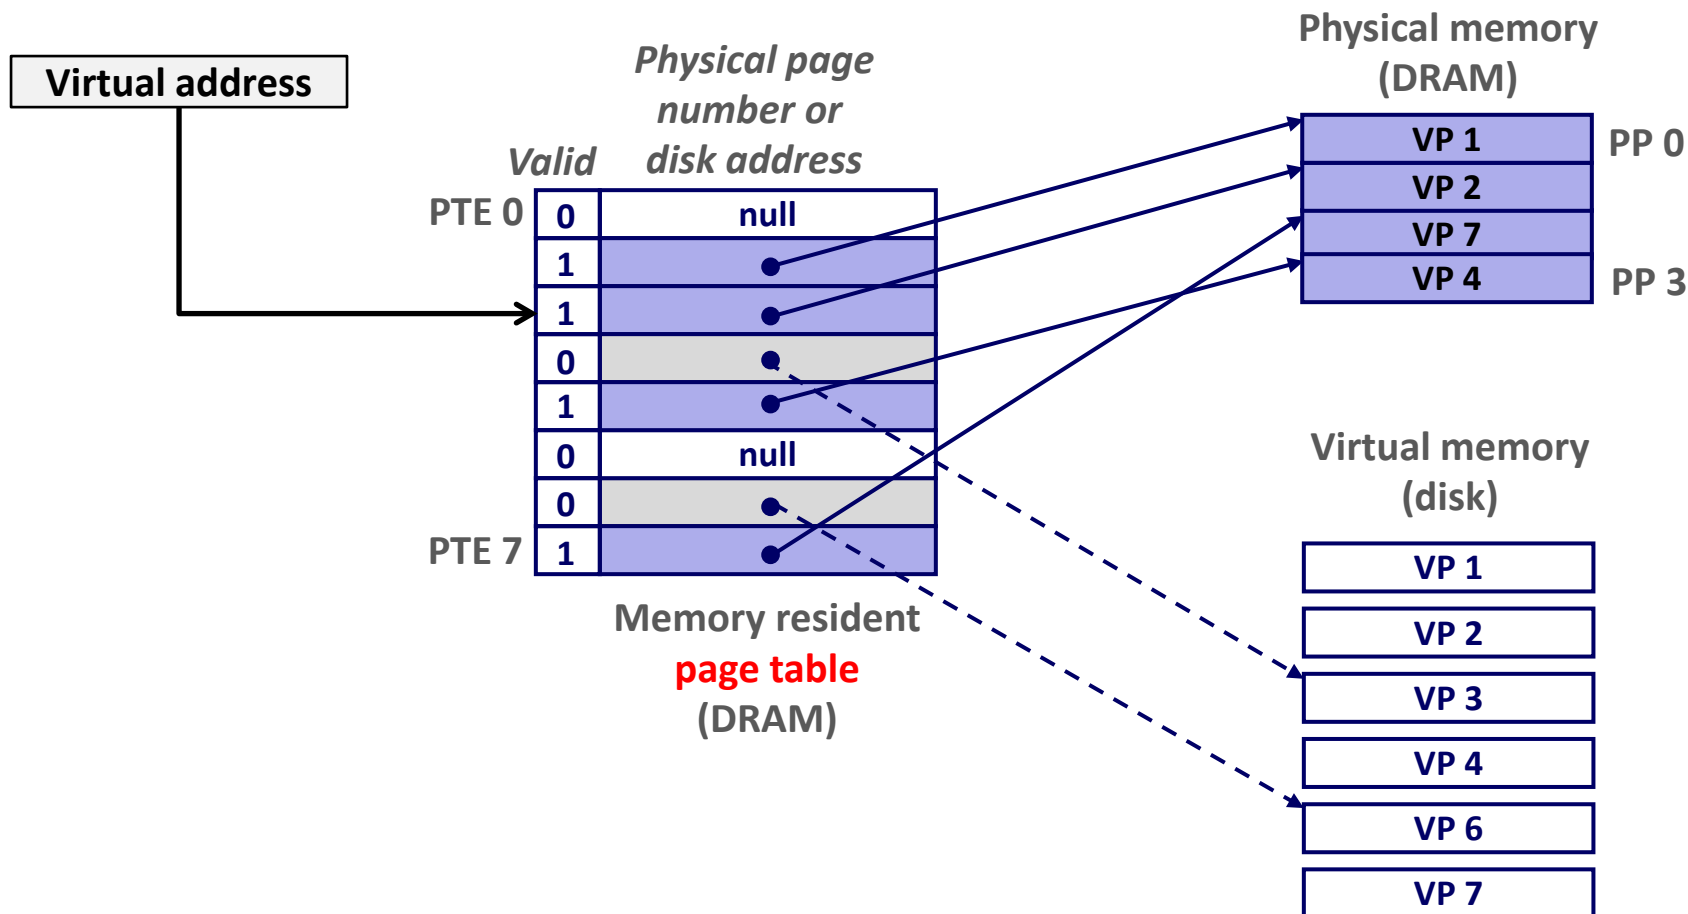 Virtual address
Physical page
number or
disk address
Valid
PTE 0
0
null
1
1
0
1
0
null
0
PTE 7
1
Memory resident
page table
(DRAM)
Physical memory
(DRAM)
VP 1
PP 0
VP 2
VP 7
VP 4
PP 3
Virtual memory
(disk)
VP 1
VP 2
VP 3
VP 4
VP 6
VP 7